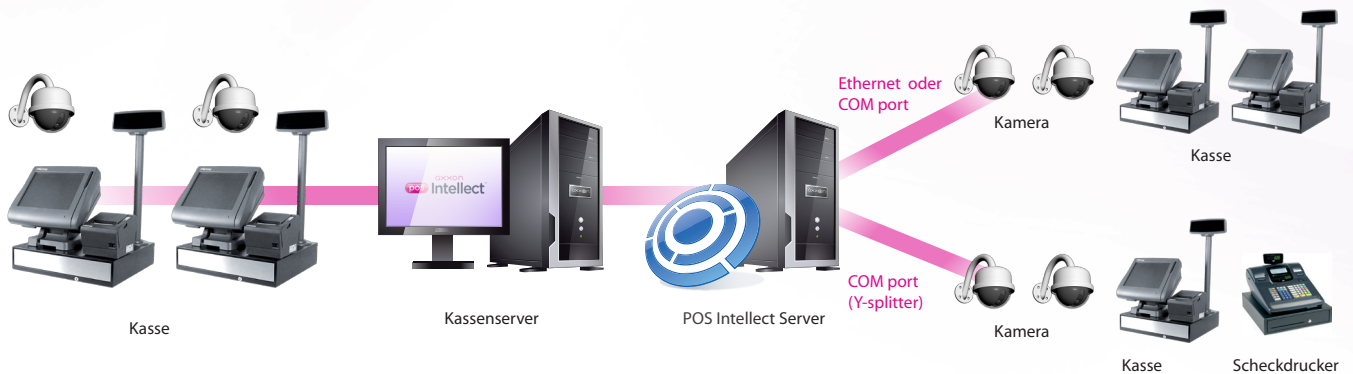 Ethernet oder
COM port
Kamera
Kasse
axxon
pos Intellect
COM port
(Y-splitter)
Kasse
Kassenserver
POS Intellect Server
Kamera
Kasse
Scheckdrucker